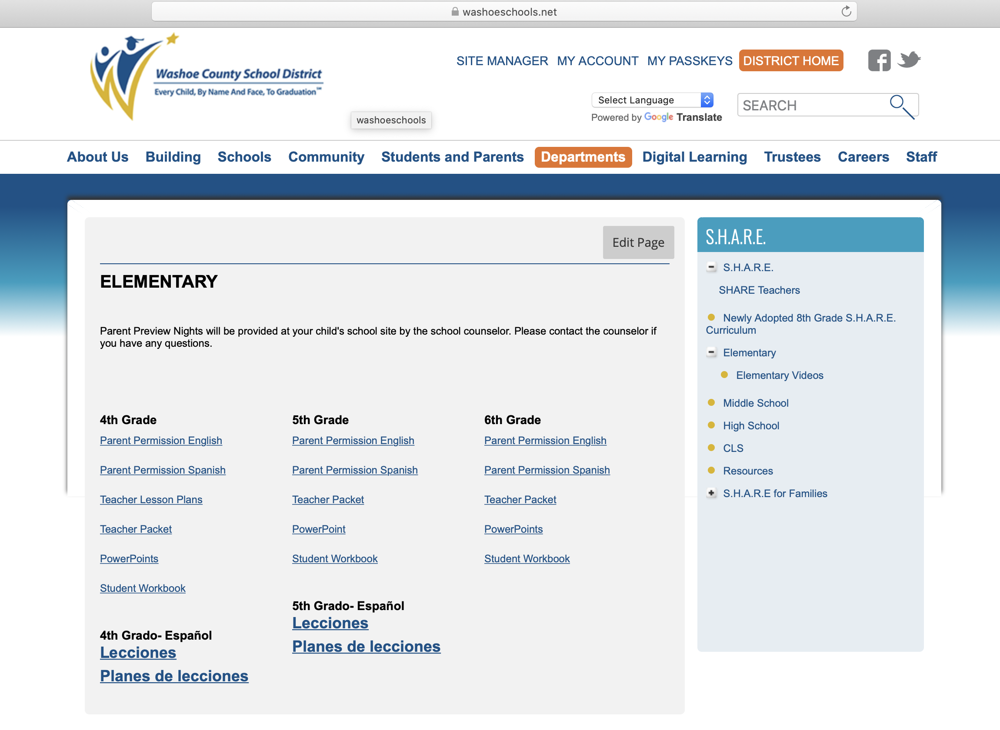 washoeschools.net
Washoe County School District
Every Child, By Name And Face, To Graduation℠
SITE MANAGER MY ACCOUNT MY PASSKEYS DISTRICT HOME
Select Language
SEARCH
Powered by Google Translate
washoeschools
About Us Building Schools Community Students and Parents Departments Digital Learning Trustees Careers Staff
Edit Page
ELEMENTARY
Parent Preview Nights will be provided at your child's school site by the school counselor. Please contact the counselor if
you have any questions.
4th Grade
Parent Permission English
Parent Permission Spanish
Teacher Lesson Plans
Teacher Packet
PowerPoints
Student Workbook
4th Grado- Español
Lecciones
Planes de lecciones
5th Grade
Parent Permission English
Parent Permission Spanish
Teacher Packet
PowerPoint
Student Workbook
5th Grado- Español
Lecciones
Planes de lecciones
6th Grade
Parent Permission English
Parent Permission Spanish
Teacher Packet
PowerPoints
Student Workbook
S.H.A.R.E.
S.H.A.R.E.
SHARE Teachers
Newly Adopted 8th Grade S.H.A.R.E.
Curriculum
Elementary
Elementary Videos
Middle School
High School
CLS
Resources
S.H.A.R.E for Families